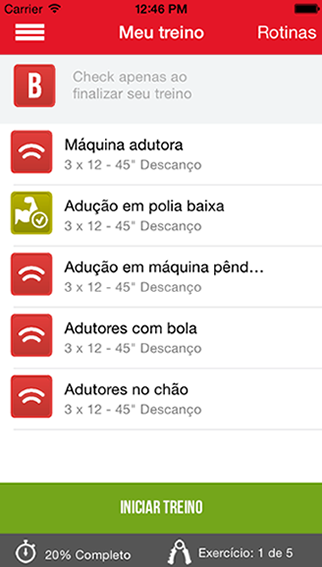 Carrier 12:46 PM
Meu treino Rotinas
B
Check apenas ao
finalizar seu treino
Máquina adutora
3 x 12 - 45" Descanço
Adução em polia baixa
3 x 12 - 45" Descanço
Adução em máquina pênd...
3 x 12 - 45" Descanço
Adutores com bola
3 x 12 - 45" Descanço
Adutores no chão
3 x 12 - 45" Descanço
INICIAR TREINO
20% Completo Exercício: 1 de 5